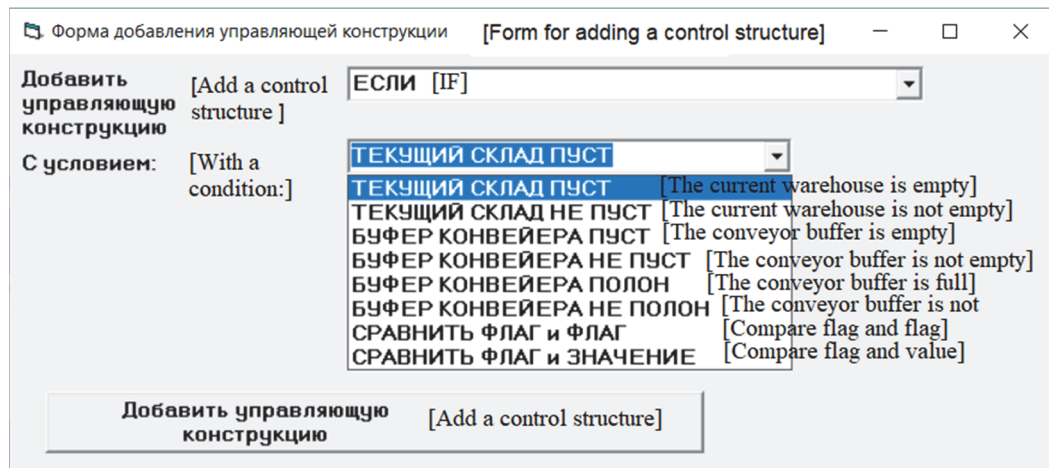 Форма добавления управляющей конструкции [Form for adding a control structure]
Добавить [Add a control ЕСЛИ [IF]
управляющую structure ]
конструкцию
С условием: [With a ТЕКУЩИЙ СКЛАД ПУСТ
condition:]
ТЕКУЩИЙ СКЛАД ПУСТ [The current warehouse is empty]
ТЕКУЩИЙ СКЛАД НЕ ПУСТ [The current warehouse is not empty]
БУФЕР КОНВЕЙЕРА ПУСТ [The conveyor buffer is empty]
БУФЕР КОНВЕЙЕРА НЕ ПУСТ [The conveyor buffer is not empty]
БУФЕР КОНВЕЙЕРА ПОЛОН [The conveyor buffer is full]
БУФЕР КОНВЕЙЕРА НЕ ПОЛОН [The conveyor buffer is not
СРАВНИТЬ ФЛАГ и ФЛАГ [Compare flag and flag]
СРАВНИТЬ ФЛАГ и ЗНАЧЕНИЕ [Compare flag and value]
Добавить управляющую [Add a control structure]
конструкцию